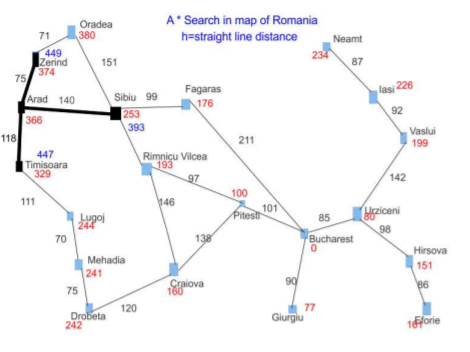 A * Search in map of Romania
h=straight line distance
Oradea
380
71
449
Zerind
374
151
75
Neamt
234
87
Iasi
226
92
Vaslui
199
142
Arad
366
140
Sibiu
253
393
99
Fagaras
176
118
447
Timisoara
329
Rimnicu Vilcea
193
97
211
146
100
Pitesti
101
138
111
Lugoj
244
70
Mehadia
241
75
Drobeta
242
120
Craiova
160
Bucharest
0
85
Urziceni
80
98
Hirsova
151
86
Eforie
161
90
Giurgiu
77